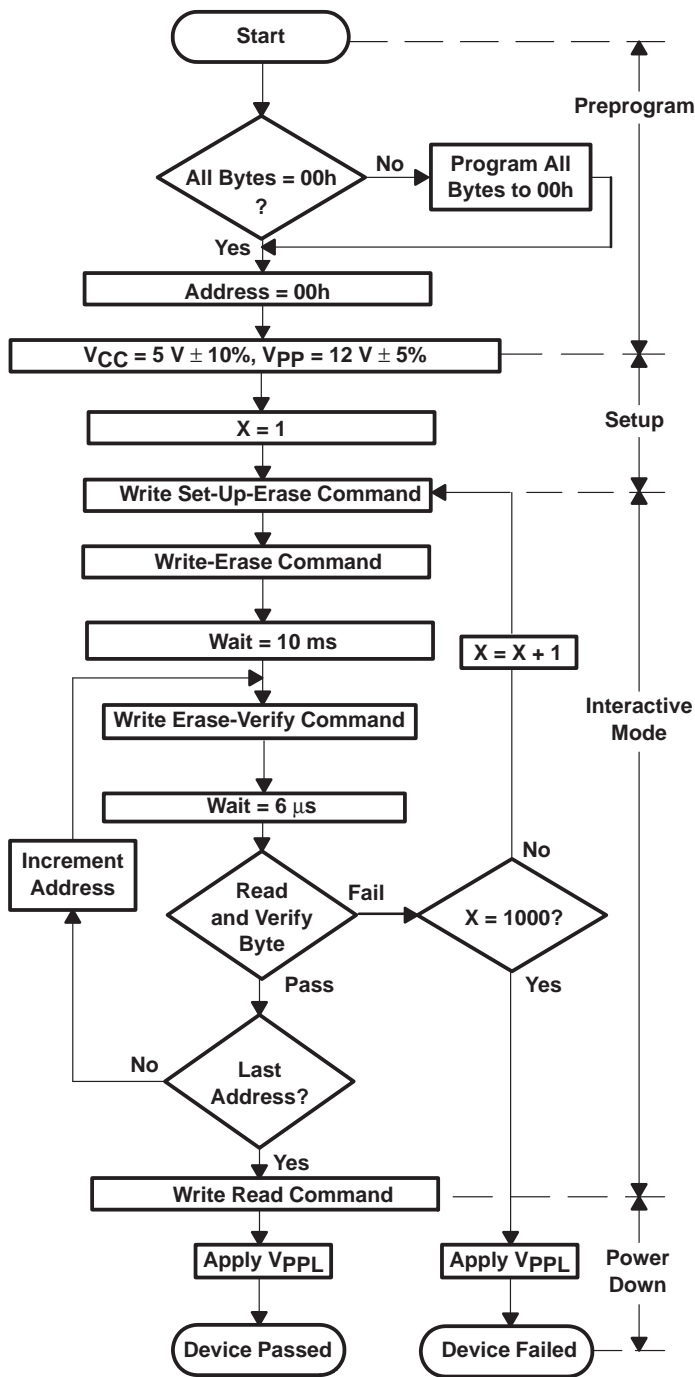 Start
Preprogram
All Bytes = 00h
?
No
Program All
Bytes to 00h
Yes
Address = 00h
VCC = 5 V ± 10%, VPP = 12 V ± 5%
X = 1
Setup
Write Set-Up-Erase Command
Write-Erase Command
Wait = 10 ms
X = X + 1
Interactive
Mode
Write Erase-Verify Command
Wait = 6 μs
Increment
Address
Read
and Verify
Byte
Fail
No
X = 1000?
Pass
Yes
No
Last
Address?
Yes
Write Read Command
Apply VPPL
Apply VPPL
Power
Down
Device Passed
Device Failed